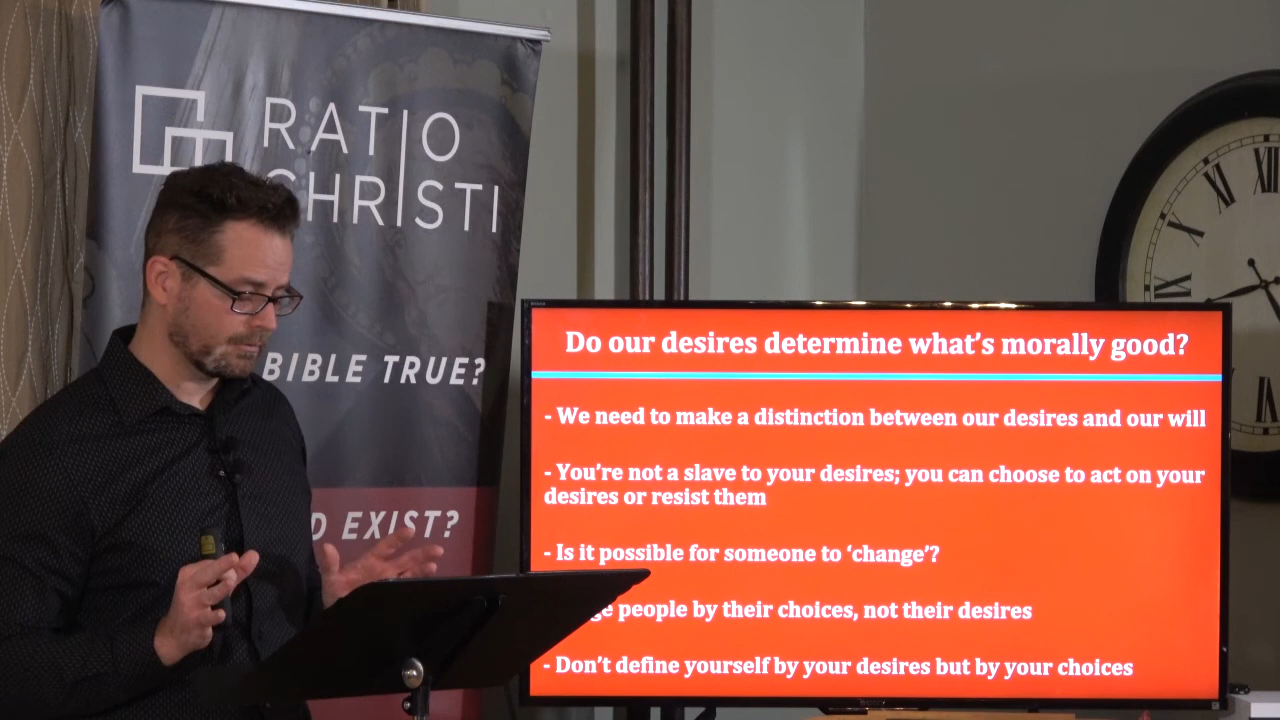 RATIO
CHRISTI
BIBLE TRUE?
EXIST?
Do our desires determine what's morally good?
- We need to make a distinction between our desires and our will
- You're not a slave to your desires; you can choose to act on your
desires or resist them
- Is it possible for someone to 'change'?
people by their choices, not their desires
- Don't define yourself by your desires but by your choices
XII
XI
X
IX